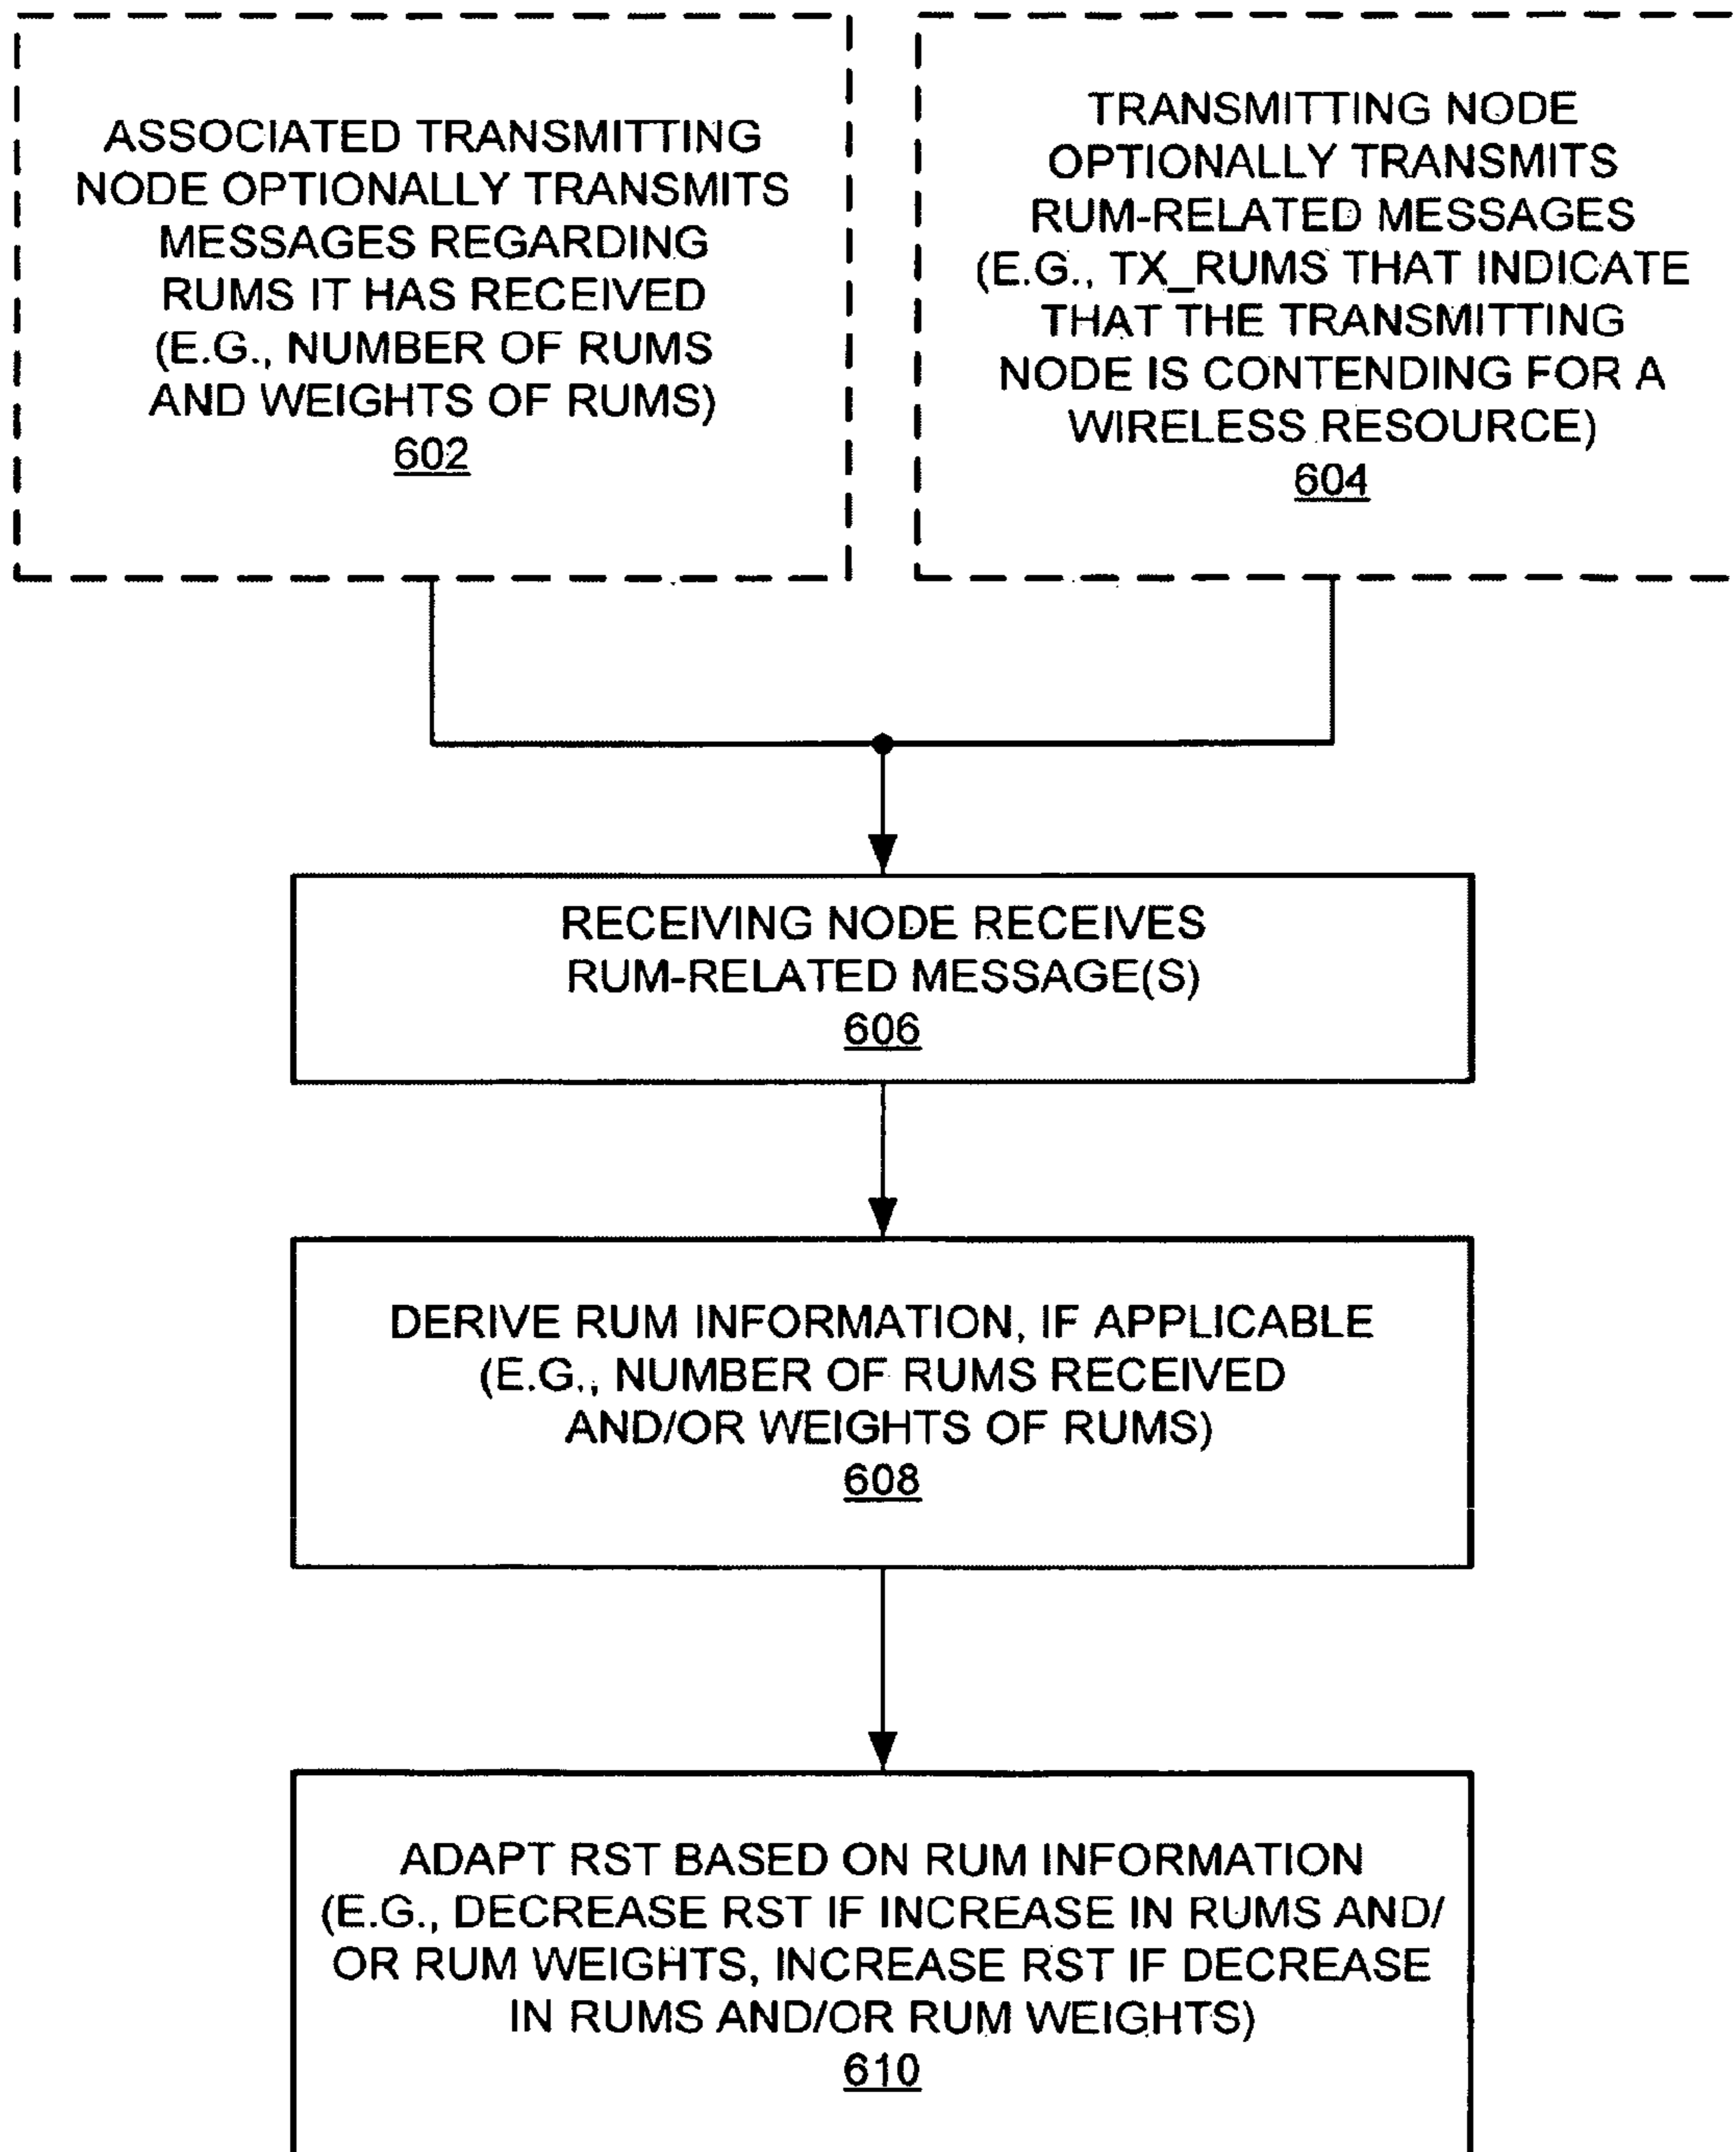 ASSOCIATED TRANSMITTING
NODE OPTIONALLY TRANSMITS
MESSAGES REGARDING
RUMS IT HAS RECEIVED
(E.G., NUMBER OF RUMS
AND WEIGHTS OF RUMS)
602
TRANSMITTING NODE
OPTIONALLY TRANSMITS
RUM-RELATED MESSAGES
(E.G., TX_RUMS THAT INDICATE
THAT THE TRANSMITTING
NODE IS CONTENDING FOR A
WIRELESS RESOURCE)
604
RECEIVING NODE RECEIVES
RUM-RELATED MESSAGE(S)
606
DERIVE RUM INFORMATION, IF APPLICABLE
(E.G., NUMBER OF RUMS RECEIVED
AND/OR WEIGHTS OF RUMS)
608
ADAPT RST BASED ON RUM INFORMATION
(E.G., DECREASE RST IF INCREASE IN RUMS AND/
OR RUM WEIGHTS, INCREASE RST IF DECREASE
IN RUMS AND/OR RUM WEIGHTS)
610